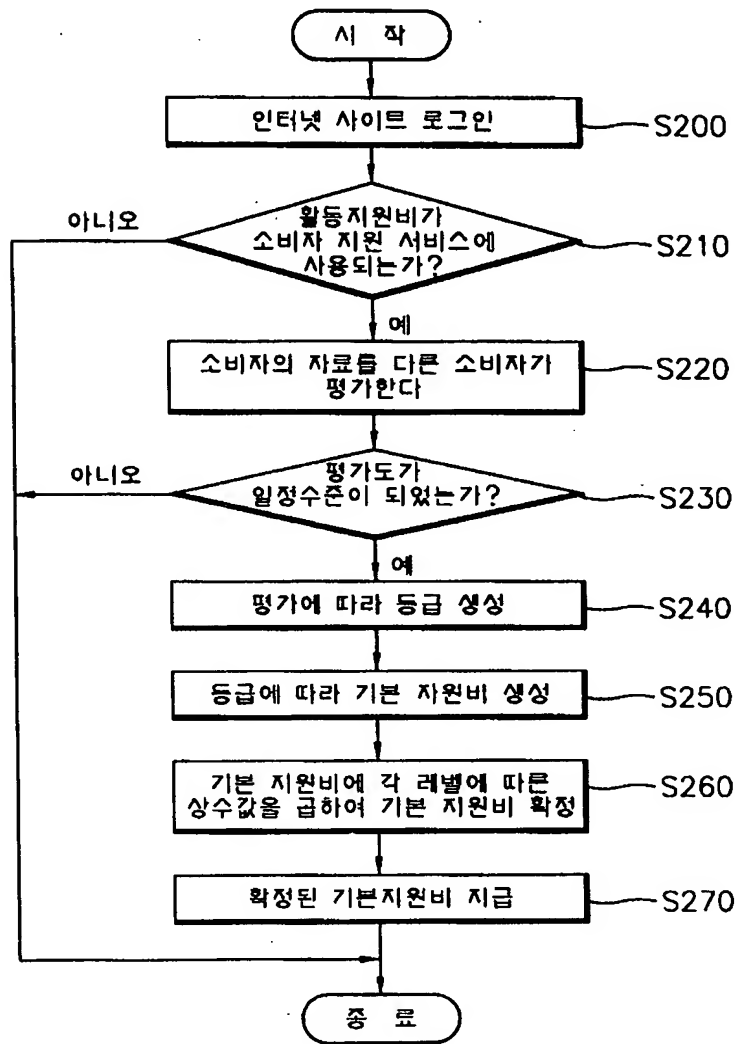 시 작
인터넷 사이트 로그인
S200
아니오
활동지원비가
소비자 지원 서비스에
사용되는가?
S210
예
소비자의 자료를 다른 소비자가
평가한다
S220
아니오
평가도가
일정수준이 되었는가?
S230
예
평가에 따라 등급 생성
S240
등급에 따라 기본 지원비 생성
S250
기본 지원비에 각 레벨에 따른
상수값을 급하여 기본 지원비 확정
S260
확정된 기본지원비 지급
S270
종 료